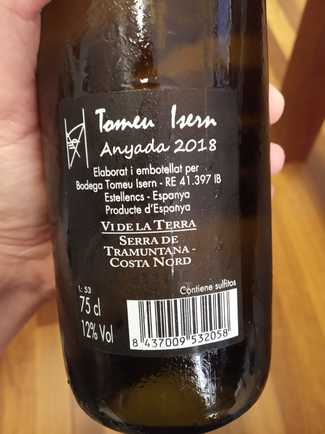 Tomeu Isern
Anyada 2018
Elaborat i embotellat per
Bodega Tomeu Isern - RE 41.397 IB
Estellencs - Espanya
Producte d'Espanya
VI DE LA TERRA
SERRA DE
TRAMUNTANA-
COSTA NORD
L: 53
75 cl
12% Vol
Contiene sulfitos
8 437009 532058